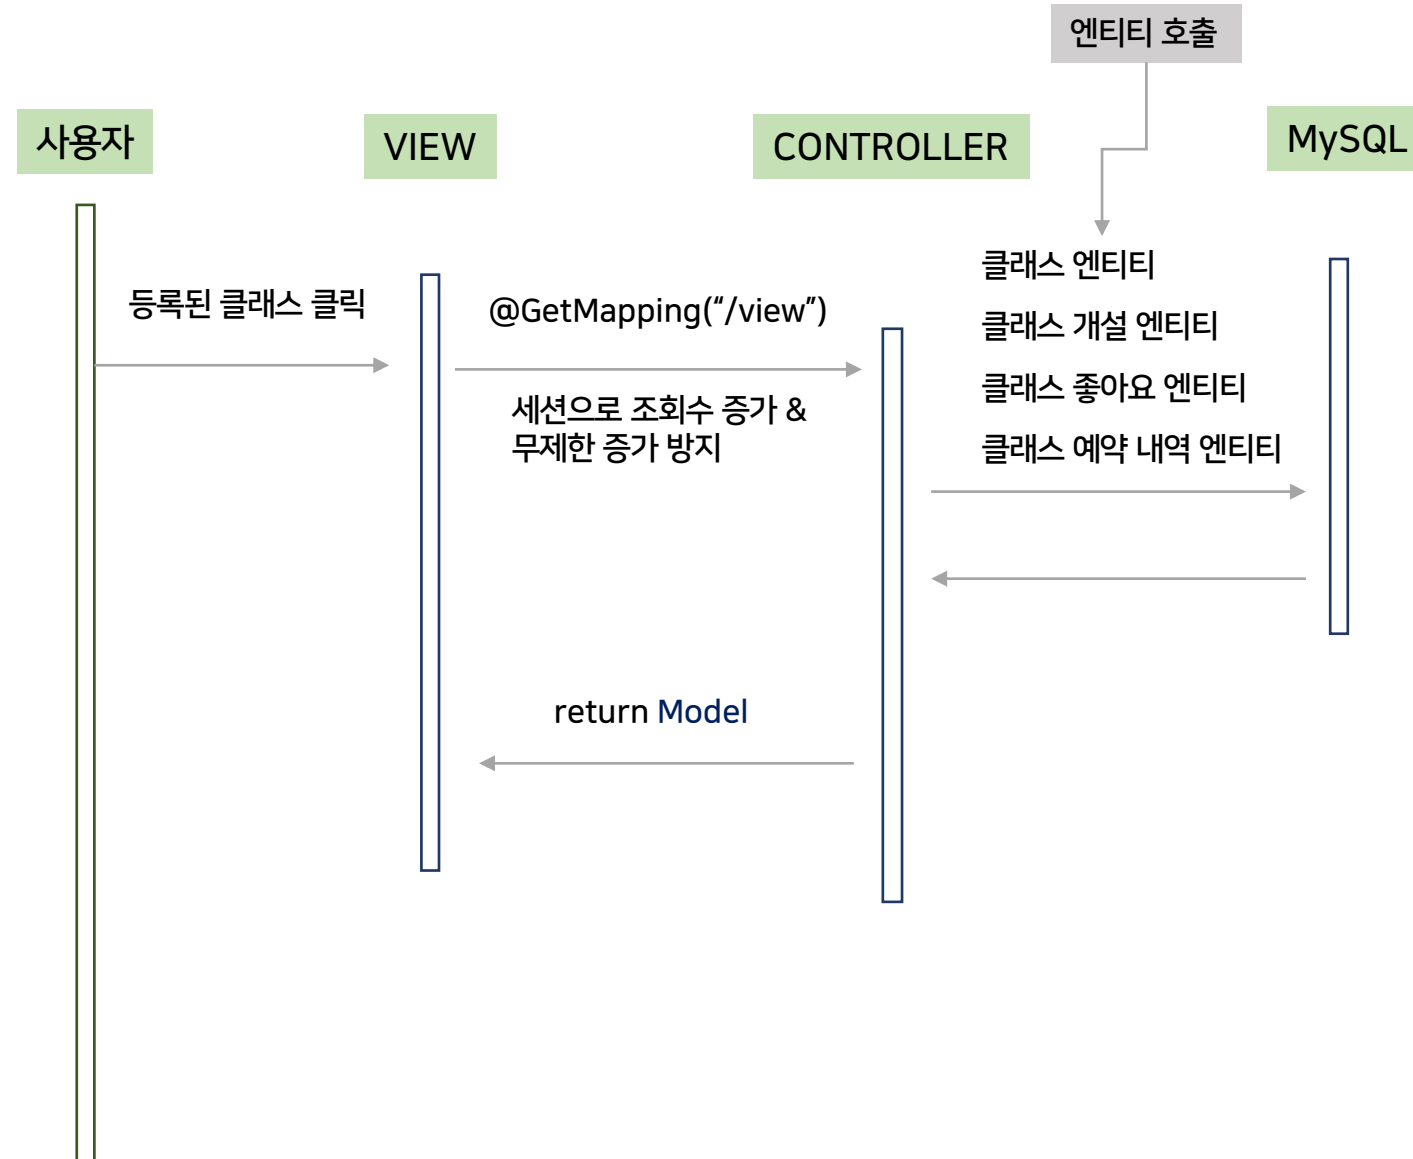 엔티티 호출
사용자
VIEW
CONTROLLER
MySQL
등록된 클래스 클릭
@GetMapping(“/view”)
세션으로 조회수 증가 &
무제한 증가 방지
클래스 엔티티
클래스 개설 엔티티
클래스 좋아요 엔티티
클래스 예약 내역 엔티티
return Model